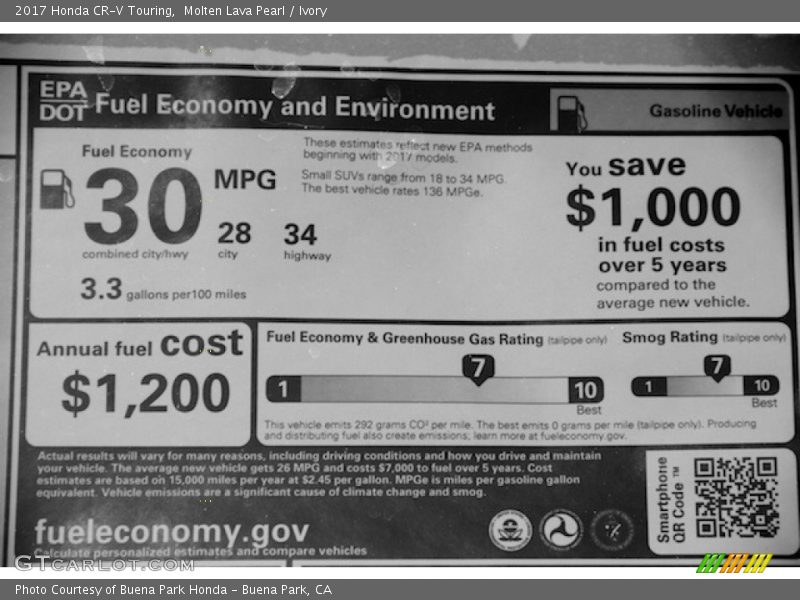 2017 Honda CR-V Touring, Molten Lava Pearl / Ivory
EPA
DOT
Fuel Economy and Environment
Gasoline Vehicle
Fuel Economy
30 MPG
combined city/hwy
28
city
34
highway
3.3 gallons per 100 miles
These estimates reflect new EPA methods
beginning with 2017 models.
Small SUVs range from 18 to 34 MPG.
The best vehicle rates 136 MPGe.
You save
$1,000
in fuel costs
over 5 years
compared to the
average new vehicle.
Annual fuel cost
$1,200
Fuel Economy & Greenhouse Gas Rating (tailpipe only)
1
7
10
Best
Smog Rating (tailpipe only)
1
7
10
Best
This vehicle emits 292 grams CO² per mile. The best emits 0 grams per mile (tailpipe only). Producing
and distributing fuel also create emissions; learn more at fueleconomy.gov.
Actual results will vary for many reasons, including driving conditions and how you drive and maintain
your vehicle. The average new vehicle gets 26 MPG and costs $7,000 to fuel over 5 years. Cost
estimates are based on 15,000 miles per year at $2.45 per gallon. MPGe is miles per gasoline gallon
equivalent. Vehicle emissions are a significant cause of climate change and smog.
fueleconomy.gov
Calculate personalized estimates and compare vehicles
Smartphone
QR Code ™
GTCarLot.com
Photo Courtesy of Buena Park Honda - Buena Park, CA